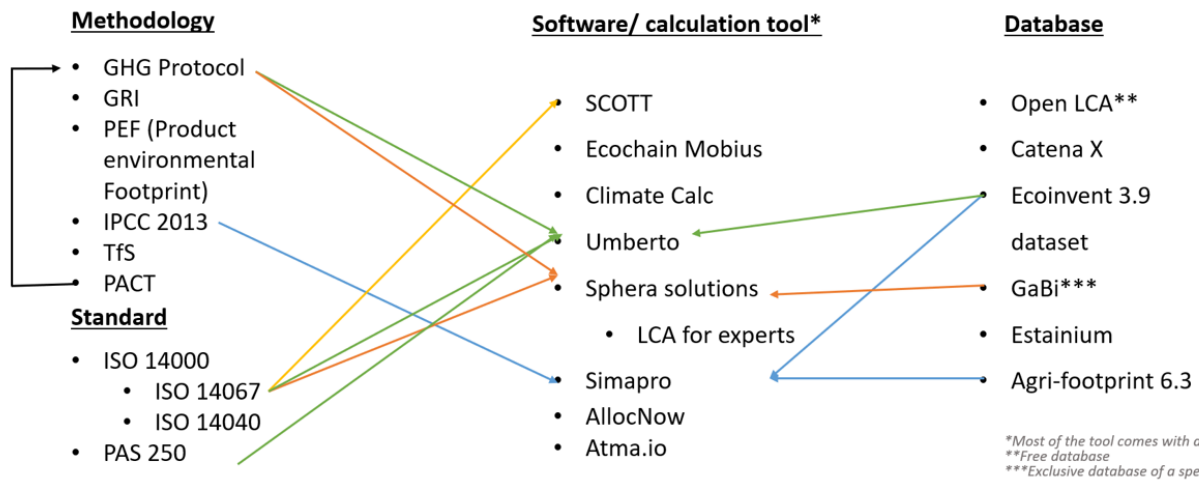 Methodology
GHG Protocol
GRI
PEF (Product
environmental
Footprint)
IPCC 2013
TfS
PACT
Standard
ISO 14000
ISO 14067
ISO 14040
PAS 250
Software/ calculation tool*
SCOTT
Ecochain Mobius
Climate Calc
Umberto
Sphera solutions
LCA for experts
Simapro
AllocNow
Atma.io
Database
Open LCA**
Catena X
Ecoinvent 3.9
dataset
GaBi***
Estainium
Agri-footprint 6.3
*Most of the tool comes with
**Free database
***Exclusive database of a